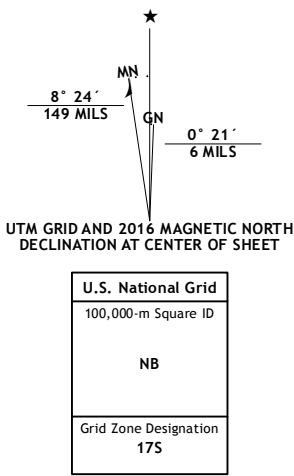 ★
MN
GN
8° 24´
149 MILS
0° 21´
6 MILS
UTM GRID AND 2016 MAGNETIC NORTH
DECLINATION AT CENTER OF SHEET
U.S. National Grid
100,000-m Square ID
NB
Grid Zone Designation
17S